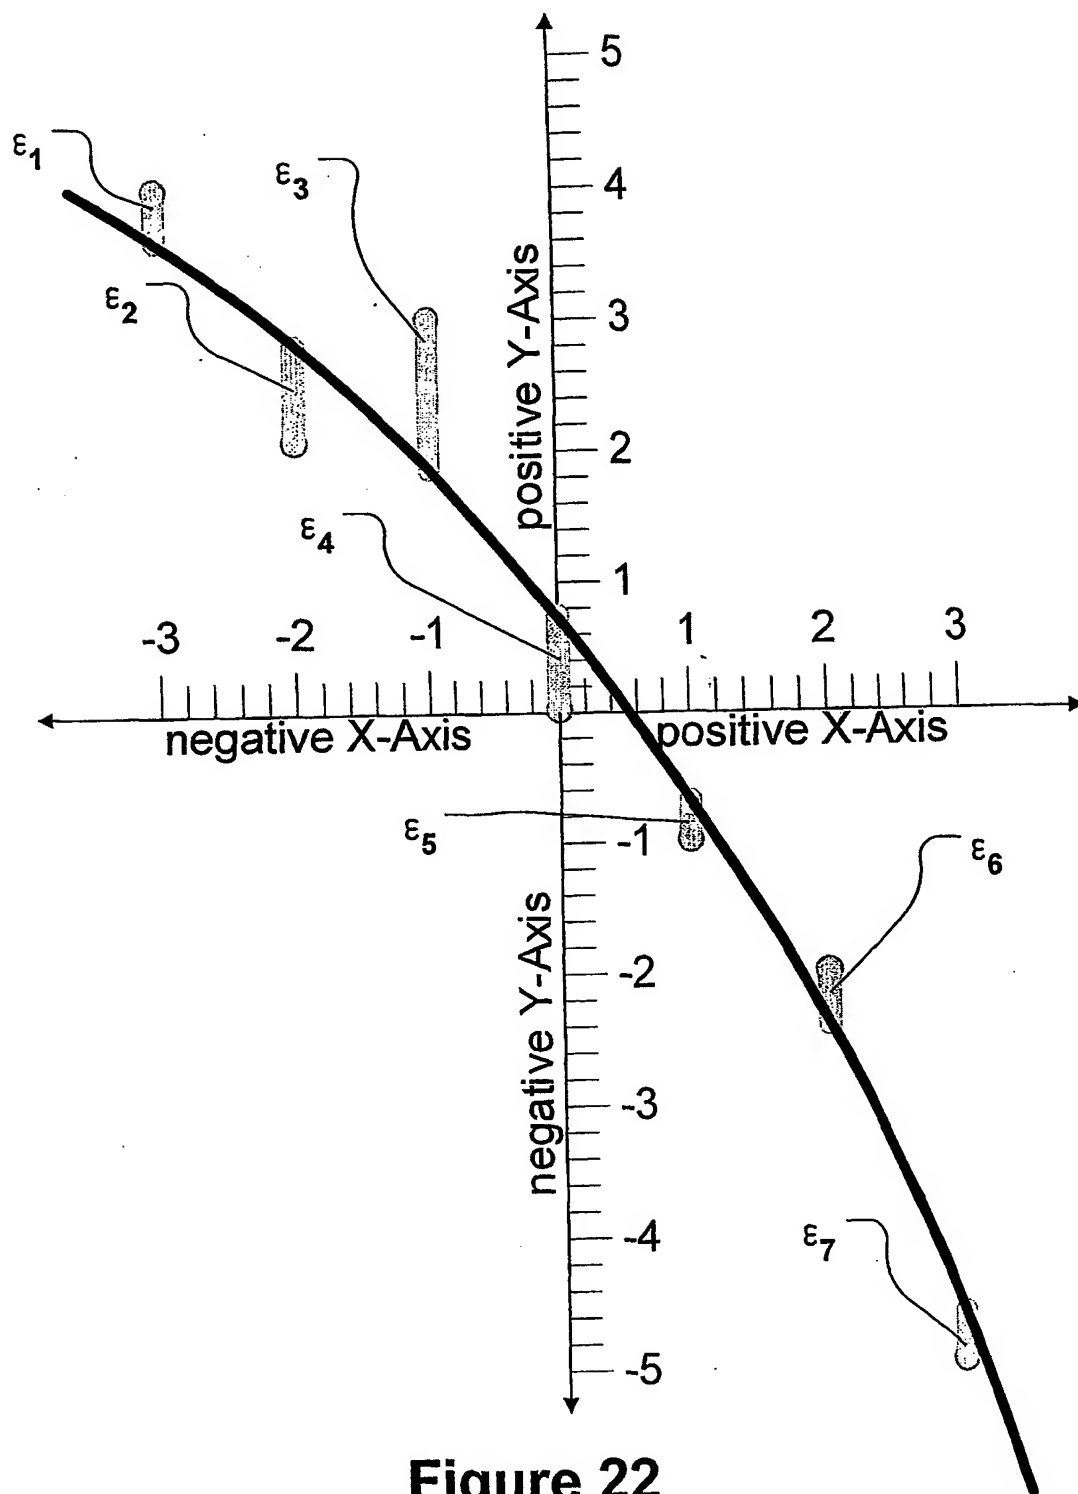 5
ε1
4
ε3
ε2
3
positive Y-Axis
2
ε4
1
-3 -2 -1 1 2 3
negative X-Axis positive X-Axis
ε5
-1
ε6
negative Y-Axis
-2
-3
ε7
-4
-5
Figure 22